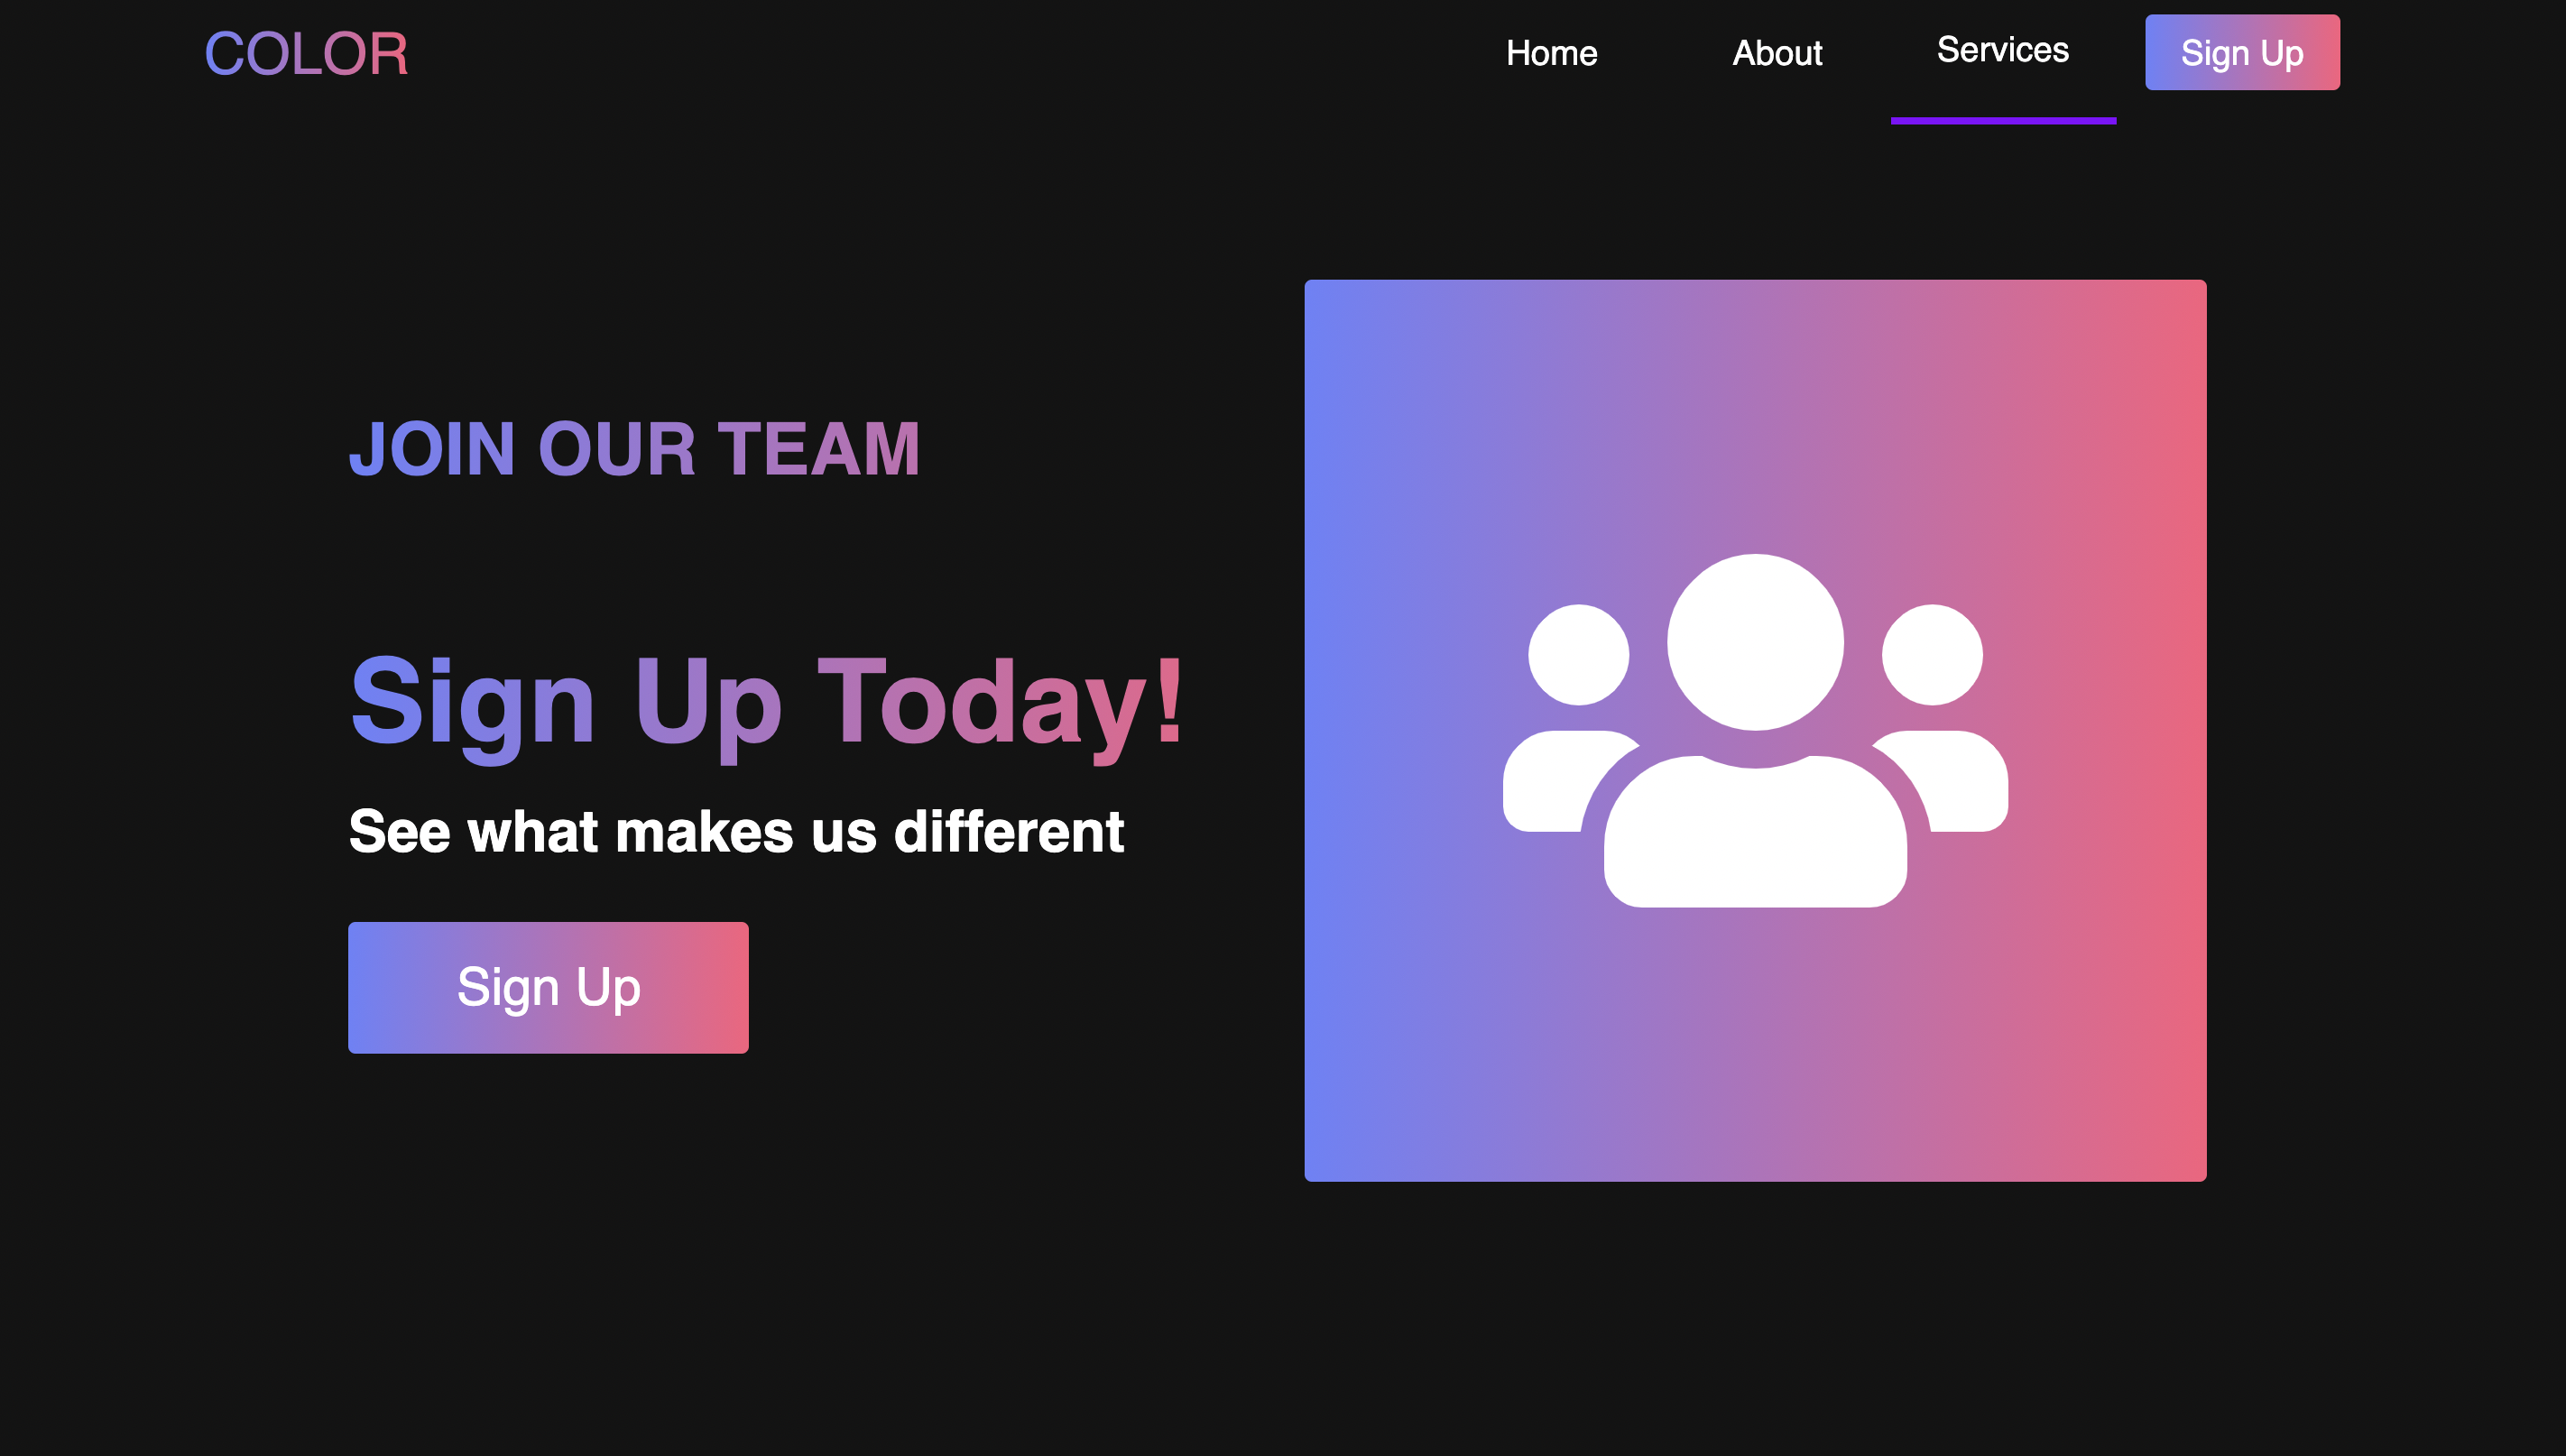 COLOR
Home About Services Sign Up
JOIN OUR TEAM
Sign Up Today!
See what makes us different
Sign Up